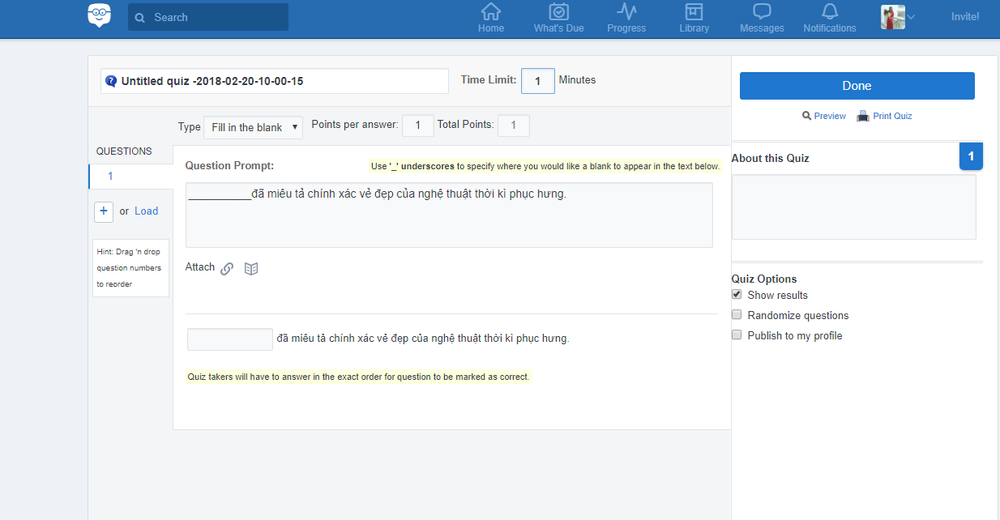 Search
Home
What's Due
Progress
Library
Messages
Notifications
Invite!
Untitled quiz -2018-02-20-10-00-15
Time Limit: 1 Minutes
Done
Preview
Print Quiz
Type Fill in the blank Points per answer: 1 Total Points: 1
QUESTIONS
1
+ or Load
Hint: Drag 'n drop
question numbers
to reorder
Question Prompt:
Use '_' underscores to specify where you would like a blank to appear in the text below.
___________đã miêu tả chính xác vẻ đẹp của nghệ thuật thời kì phục hưng.
Attach
đã miêu tả chính xác vẻ đẹp của nghệ thuật thời kì phục hưng.
Quiz takers will have to answer in the exact order for question to be marked as correct.
About this Quiz
1
Quiz Options
Show results
Randomize questions
Publish to my profile